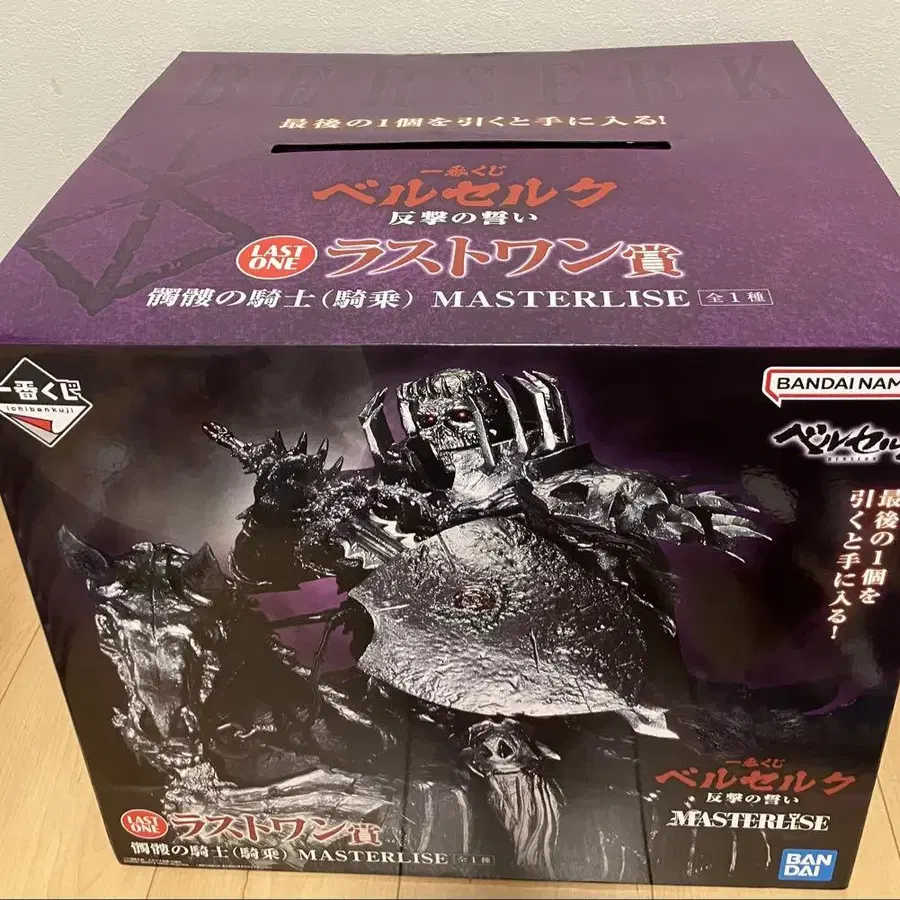 BERSERK
最後の1個を引くと手に入る!
一番くじ
ベルセルク
反撃の誓い
LAST ONE ラストワン賞
髑髏の騎士(騎乗) MASTERLISE 全1種
一番くじ
ichibankuji
BANDAI NAM
ベルセル
BERSERK
最後の1個を
引くと手に入る!
一番くじ
ベルセルク
反撃の誓い
MASTERLISE
LAST ONE ラストワン賞
髑髏の騎士(騎乗) MASTERLISE 全1種
BAN
DAI